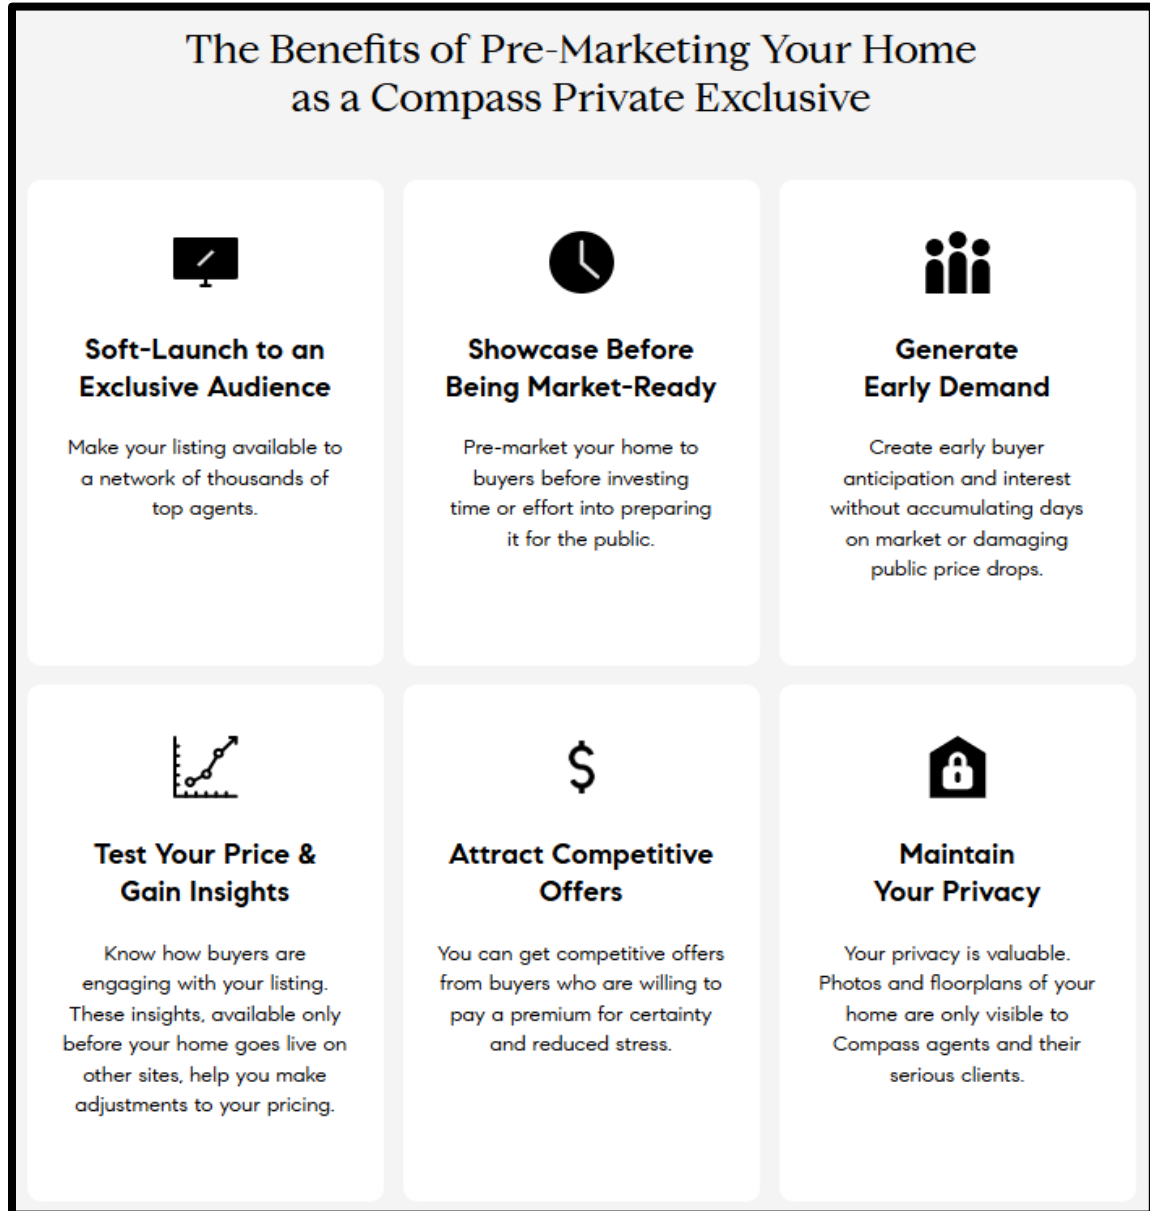 The Benefits of Pre-Marketing Your Home
as a Compass Private Exclusive
Soft-Launch to an
Exclusive Audience
Make your listing available to
a network of thousands of
top agents.
Showcase Before
Being Market-Ready
Pre-market your home to
buyers before investing
time or effort into preparing
it for the public.
Generate
Early Demand
Create early buyer
anticipation and interest
without accumulating days
on market or damaging
public price drops.
Test Your Price &
Gain Insights
Know how buyers are
engaging with your listing.
These insights, available only
before your home goes live on
other sites, help you make
adjustments to your pricing.
$
Attract Competitive
Offers
You can get competitive offers
from buyers who are willing to
pay a premium for certainty
and reduced stress.
Maintain
Your Privacy
Your privacy is valuable.
Photos and floorplans of your
home are only visible to
Compass agents and their
serious clients.